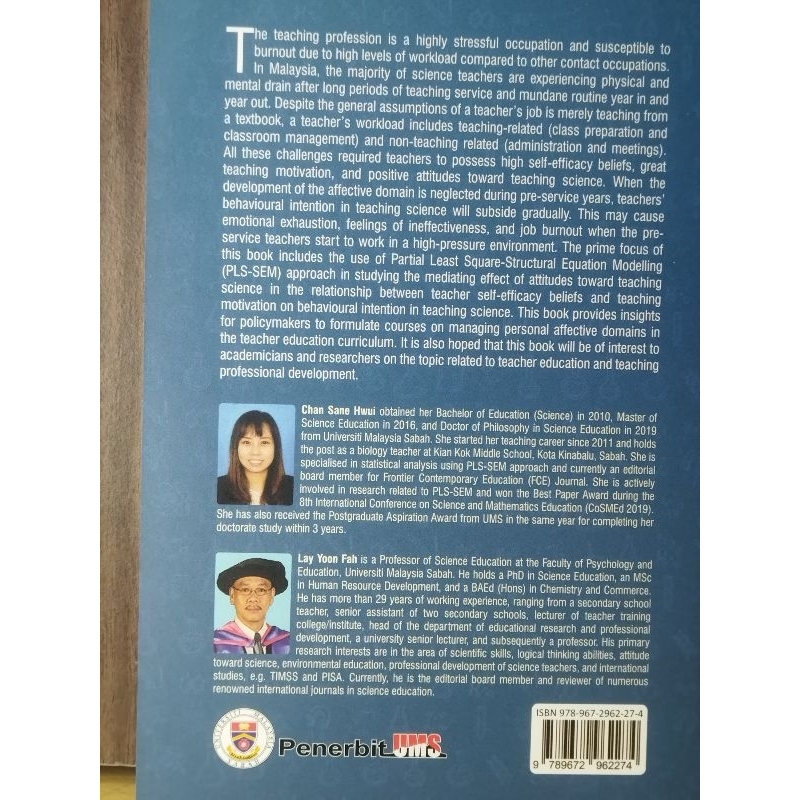 The teaching profession is a highly stressful occupation and susceptible to
burnout due to high levels of workload compared to other contact occupations.
In Malaysia, the majority of science teachers are experiencing physical and
mental drain after long periods of teaching service and mundane routine year in and
year out. Despite the general assumptions of a teacher's job is merely teaching from
a textbook, a teacher's workload includes teaching-related (class preparation and
classroom management) and non-teaching related (administration and meetings).
All these challenges required teachers to possess high self-efficacy beliefs, great
teaching motivation, and positive attitudes toward teaching science. When the
development of the affective domain is neglected during pre-service years, teachers'
behavioural intention in teaching science will subside gradually. This may cause
emotional exhaustion, feelings of ineffectiveness, and job burnout when the pre-
service teachers start to work in a high-pressure environment. The prime focus of
this book includes the use of Partial Least Square-Structural Equation Modelling
(PLS-SEM) approach in studying the mediating effect of attitudes toward teaching
science in the relationship between teacher self-efficacy beliefs and teaching
motivation on behavioural intention in teaching science. This book provides insights
for policymakers to formulate courses on managing personal affective domains in
the teacher education curriculum. It is also hoped that this book will be of interest to
academicians and researchers on the topic related to teacher education and teaching
professional development.
Chan Sane Hwui obtained her Bachelor of Education (Science) in 2010, Master of
Science Education in 2016, and Doctor of Philosophy in Science Education in 2019
from Universiti Malaysia Sabah. She started her teaching career since 2011 and holds
the post as a biology teacher at Kian Kok Middle School, Kota Kinabalu, Sabah. She is
specialised in statistical analysis using PLS-SEM approach and currently an editorial
board member for Frontier Contemporary Education (FCE) Journal. She is actively
involved in research related to PLS-SEM and won the Best Paper Award during the
8th International Conference on Science and Mathematics Education (CoSMEd 2019).
She has also received the Postgraduate Aspiration Award from UMS in the same year for completing her
doctorate study within 3 years.
Lay Yoon Fah is a Professor of Science Education at the Faculty of Psychology and
Education, Universiti Malaysia Sabah. He holds a PhD in Science Education, an MSc
in Human Resource Development, and a BAEd (Hons) in Chemistry and Commerce.
He has more than 29 years of working experience, ranging from a secondary school
teacher, senior assistant of two secondary schools, lecturer of teacher training
college/institute, head of the department of educational research and professional
development, a university senior lecturer, and subsequently a professor. His primary
research interests are in the area of scientific skills, logical thinking abilities, attitude
toward science, environmental education, professional development of science teachers, and international
studies, e.g. TIMSS and PISA. Currently, he is the editorial board member and reviewer of numerous
renowned international journals in science education.
UNIVERSITI MALAYSIA SABAH
Penerbit UMS
ISBN 978-967-2962-27-4
9 789672 962274